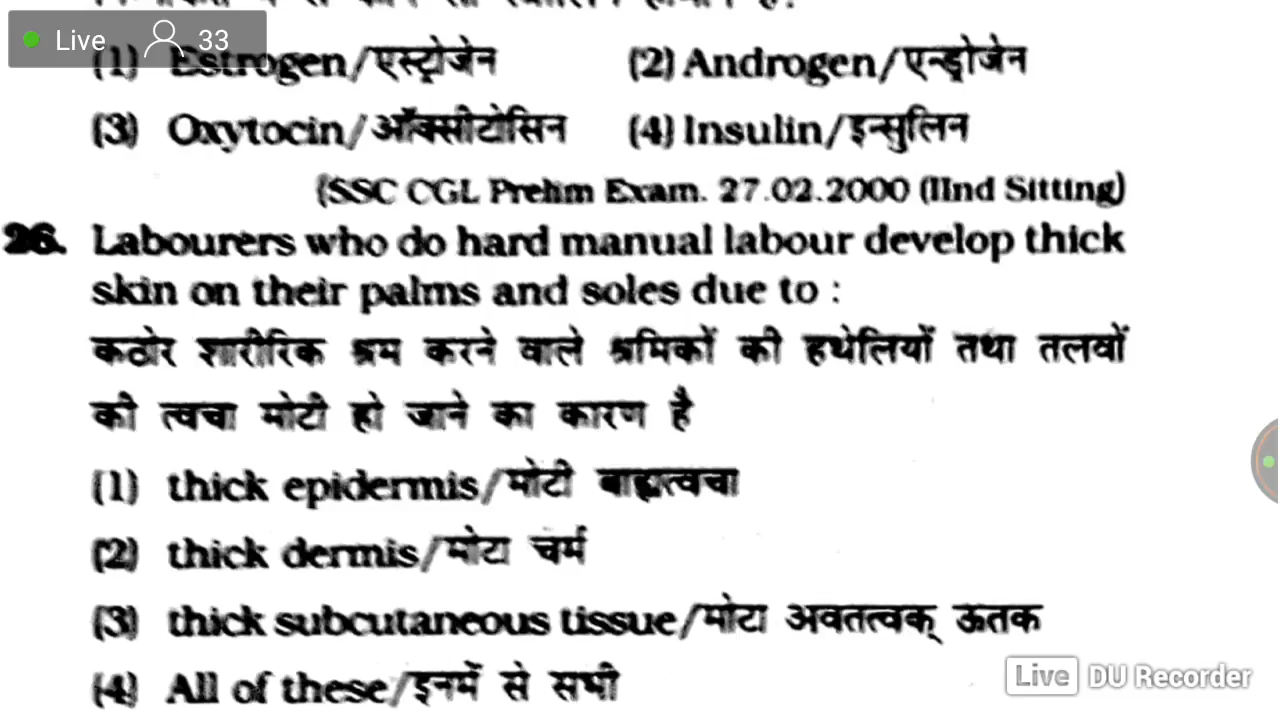 Live 33
(1) Estrogen/एस्ट्रोजेन (2) Androgen/एन्ड्रोजेन
(3) Oxytocin/ऑक्सीटोसिन (4) Insulin/इन्सुलिन
(SSC CGL Prelim Exam. 27.02.2000 (IInd Sitting)
26. Labourers who do hard manual labour develop thick
skin on their palms and soles due to :
कठोर शारीरिक श्रम करने वाले श्रमिकों की हथेलियों तथा तलवों
की त्वचा मोटी हो जाने का कारण है
(1) thick epidermis/मोटी बाह्यत्वचा
(2) thick dermis/मोटा चर्म
(3) thick subcutaneous tissue/मोटा अवतत्वक् ऊतक
(4) All of these/इनमें से सभी
Live DU Recorder